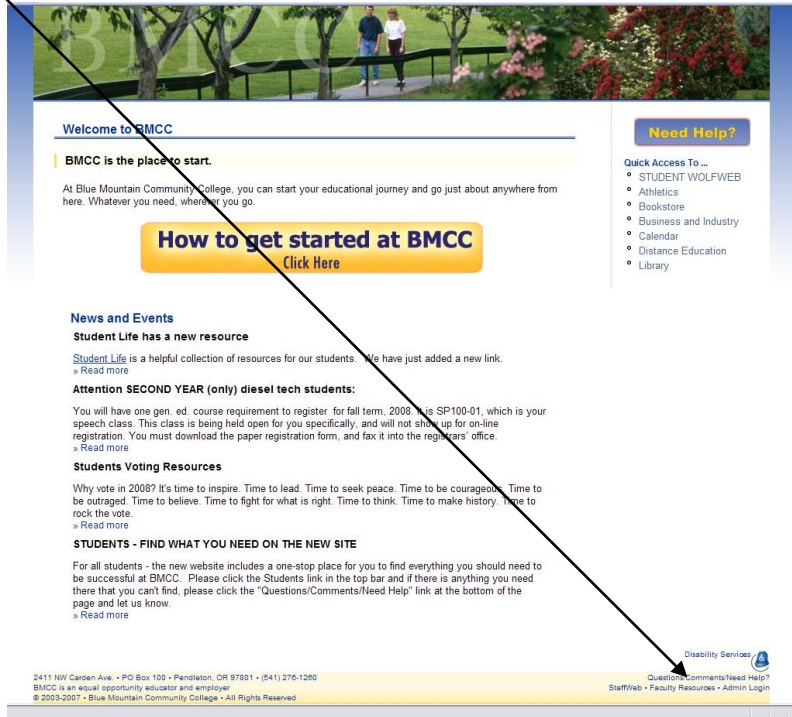 BMCC
Welcome to BMCC
BMCC is the place to start.
At Blue Mountain Community College, you can start your educational journey and go just about anywhere from
here. Whatever you need, wherever you go.
How to get started at BMCC
Click Here
Need Help?
Quick Access To ...
STUDENT WOLFWEB
Athletics
Bookstore
Business and Industry
Calendar
Distance Education
Library
News and Events
Student Life has a new resource
Student Life is a helpful collection of resources for our students. We have just added a new link.
» Read more
Attention SECOND YEAR (only) diesel tech students:
You will have one gen. ed. course requirement to register for fall term, 2008. It is SP100-01, which is your
speech class. This class is being held open for you specifically, and will not show up for on-line
registration. You must download the paper registration form, and fax it into the registrars' office.
» Read more
Students Voting Resources
Why vote in 2008? It's time to inspire. Time to lead. Time to seek peace. Time to be courageous. Time to
be outraged. Time to believe. Time to fight for what is right. Time to think. Time to make history. Time to
rock the vote.
» Read more
STUDENTS - FIND WHAT YOU NEED ON THE NEW SITE
For all students - the new website includes a one-stop place for you to find everything you should need to
be successful at BMCC. Please click the Students link in the top bar and if there is anything you need
there that you can't find, please click the "Questions/Comments/Need Help" link at the bottom of the
page and let us know.
» Read more
Disability Services
2411 NW Carden Ave. • PO Box 100 • Pendleton, OR 97801 • (541) 276-1260
BMCC is an equal opportunity educator and employer
© 2003-2007 • Blue Mountain Community College • All Rights Reserved
Questions/Comments/Need Help?
StaffWeb • Faculty Resources • Admin Login